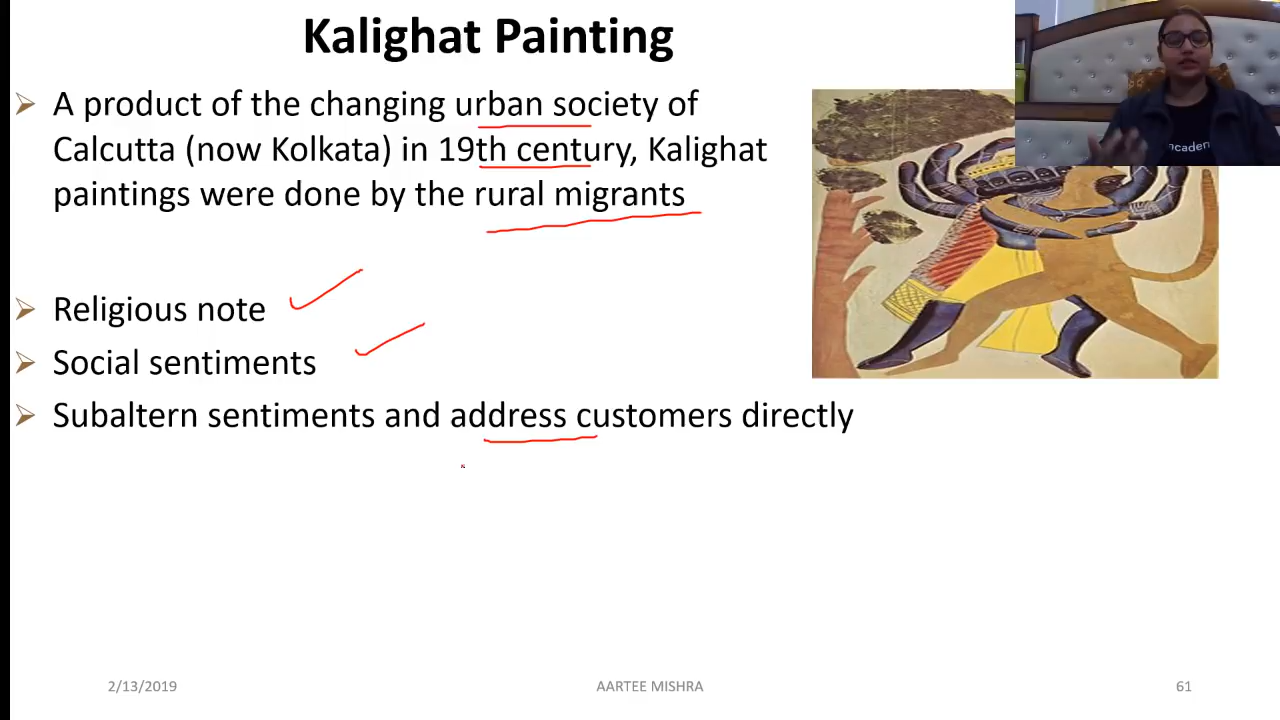 Kalighat Painting
A product of the changing urban society of
Calcutta (now Kolkata) in 19th century, Kalighat
paintings were done by the rural migrants
Religious note
Social sentiments
Subaltern sentiments and address customers directly
ncadem
2/13/2019
AARTEE MISHRA
61